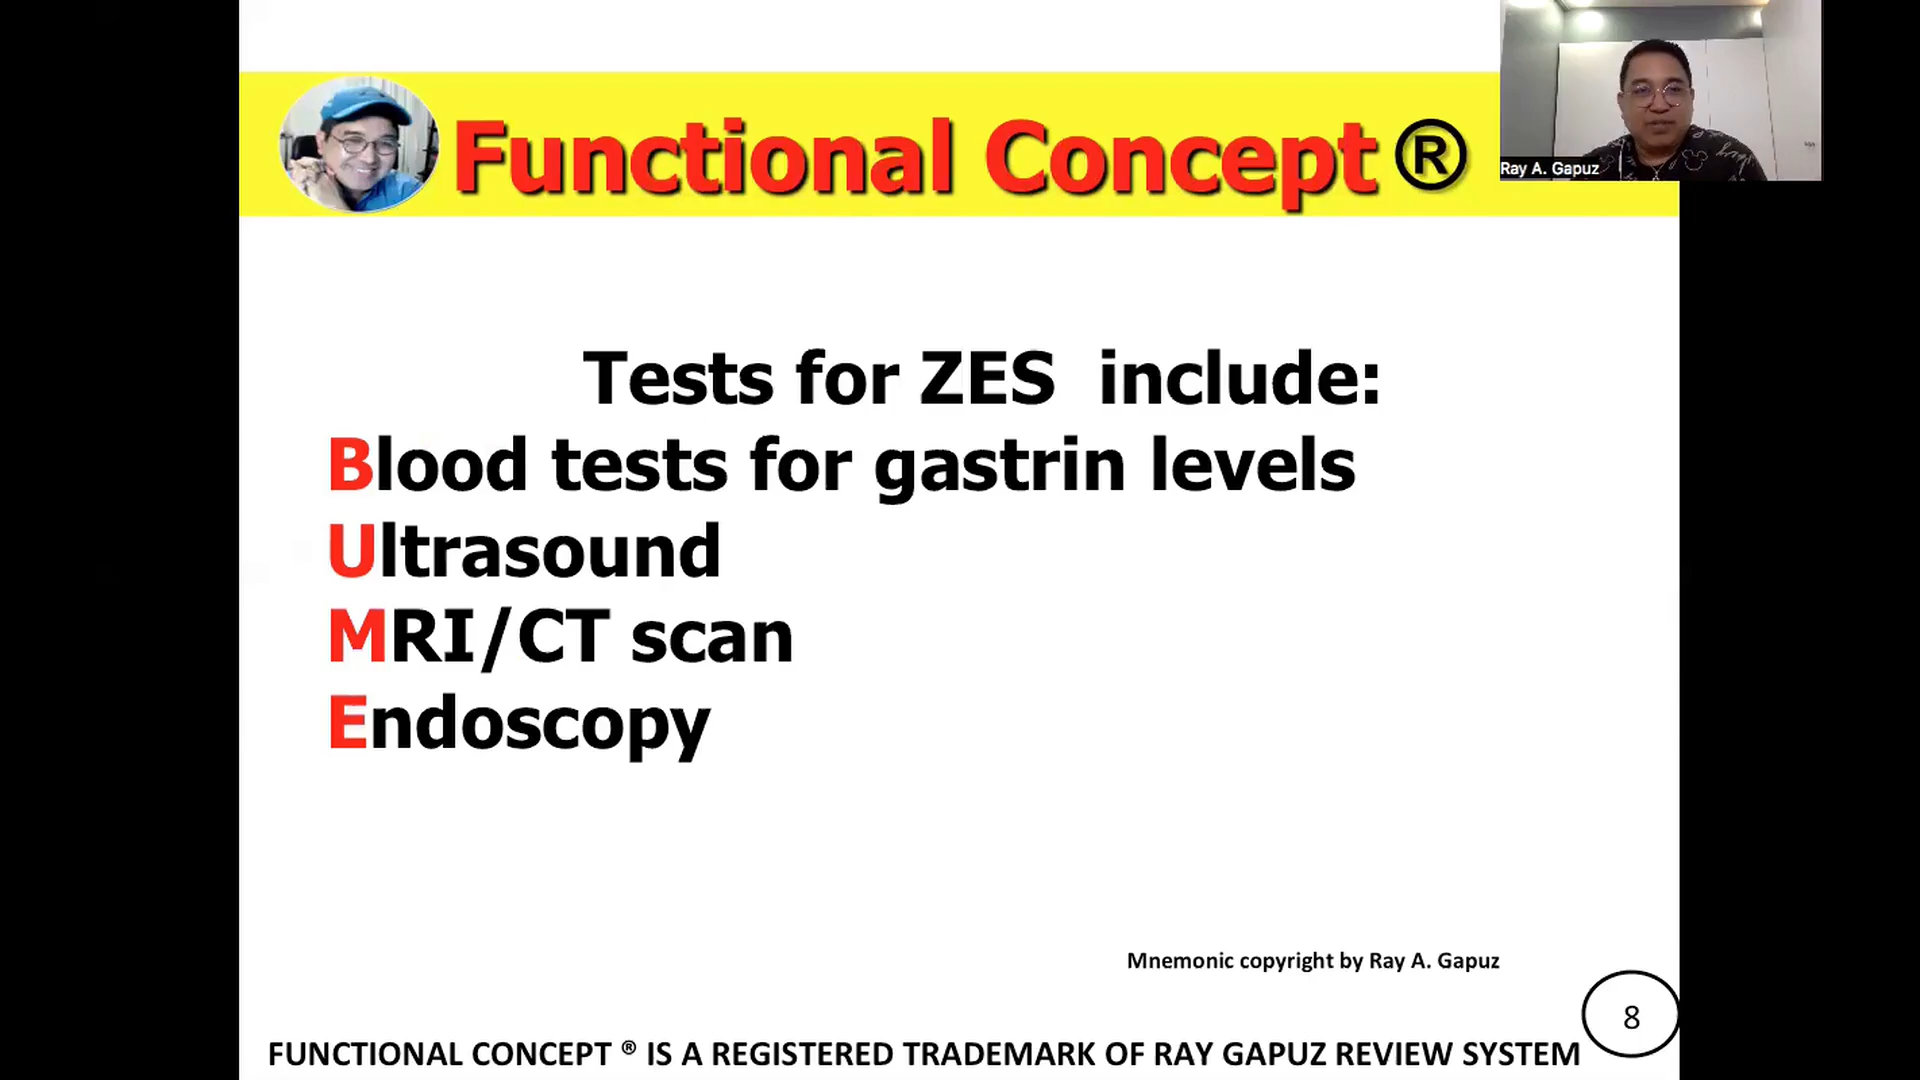 Functional Concept ®
Ray A. Gapuz
Tests for ZES include:
Blood tests for gastrin levels
Ultrasound
MRI/CT scan
Endoscopy
Mnemonic copyright by Ray A. Gapuz
8
FUNCTIONAL CONCEPT ® IS A REGISTERED TRADEMARK OF RAY GAPUZ REVIEW SYSTEM